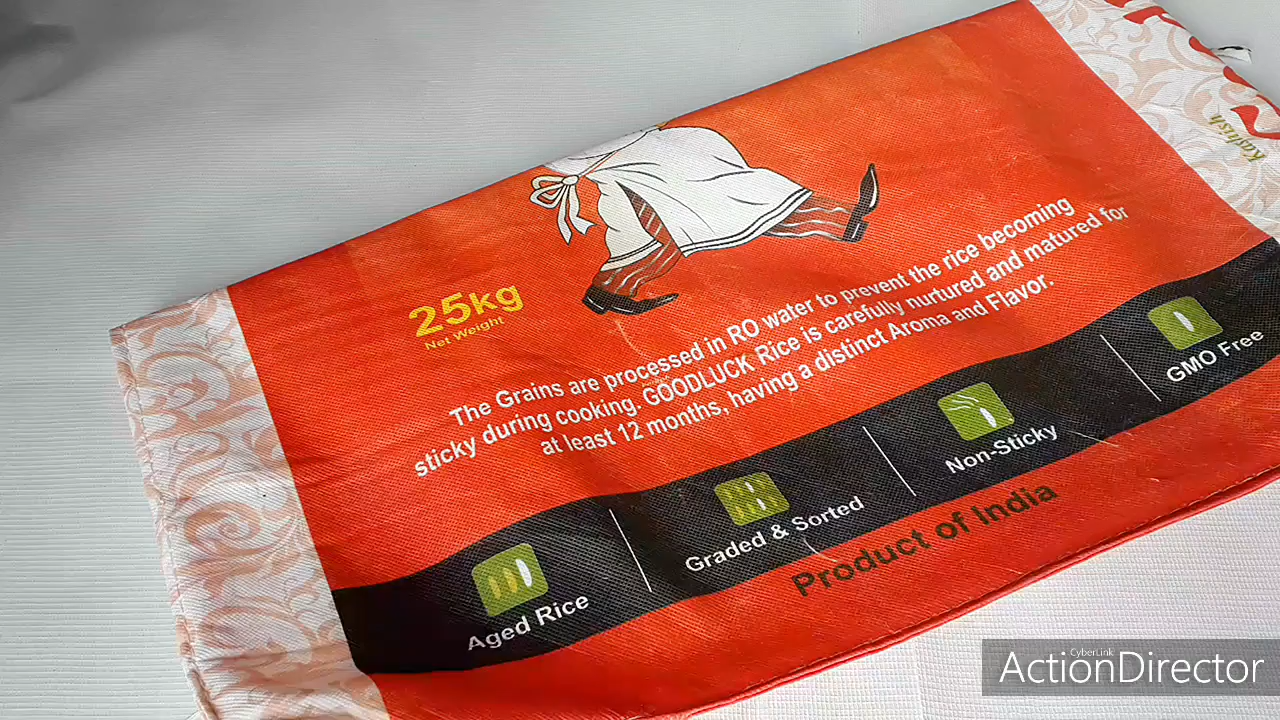 Kashish
25kg
Net Weight
The Grains are processed in RO water to prevent the rice becoming
sticky during cooking. GOODLUCK Rice is carefully nurtured and matured for
at least 12 months, having a distinct Aroma and Flavor.
Aged Rice
Graded & Sorted
Non-Sticky
GMO Free
Product of India
CyberLink
ActionDirector